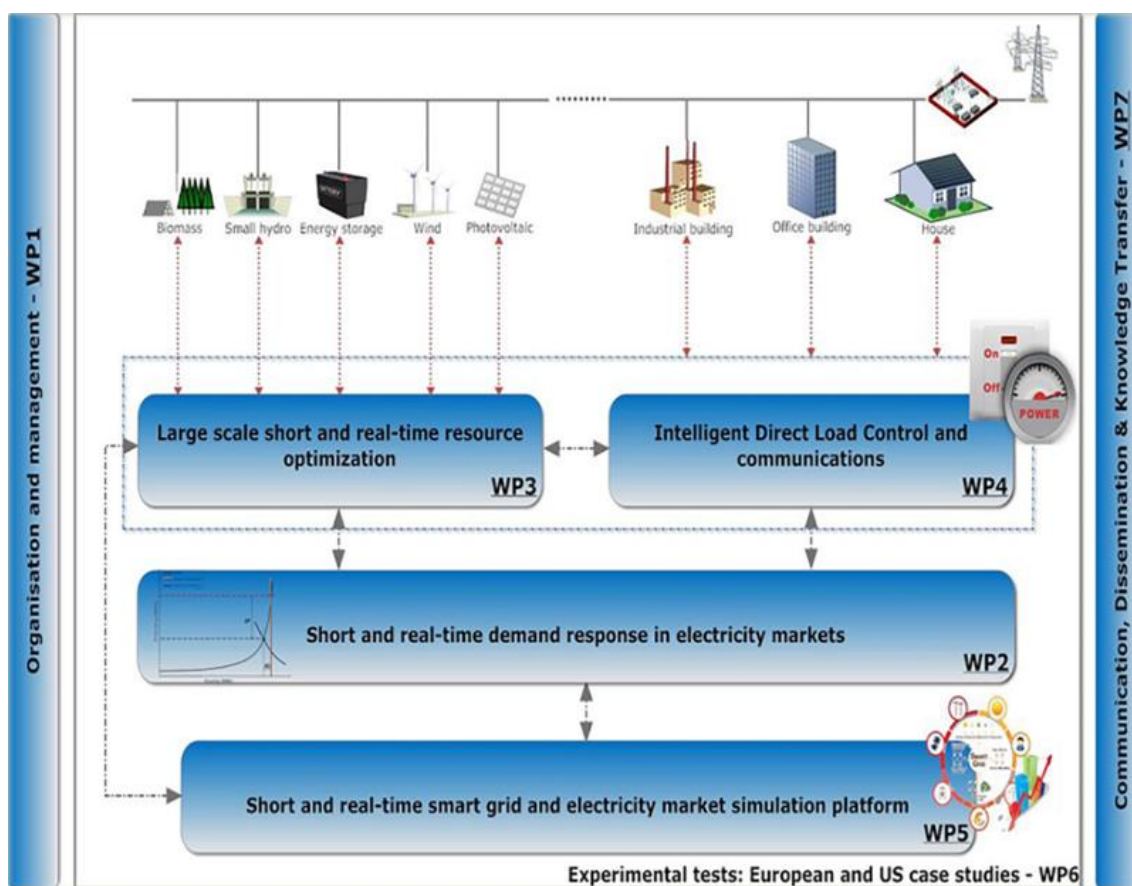 Organisation and management - WP1
Biomass
Small hydro
Energy storage
Wind
Photovoltaic
Industrial building
Office building
House
On
Off
POWER
Large scale short and real-time resource
optimization
WP3
Intelligent Direct Load Control and
communications
WP4
Short and real-time demand response in electricity markets
WP2
Short and real-time smart grid and electricity market simulation platform
WP5
Experimental tests: European and US case studies - WP6
Communication, Dissemination & Knowledge Transfer - WP7